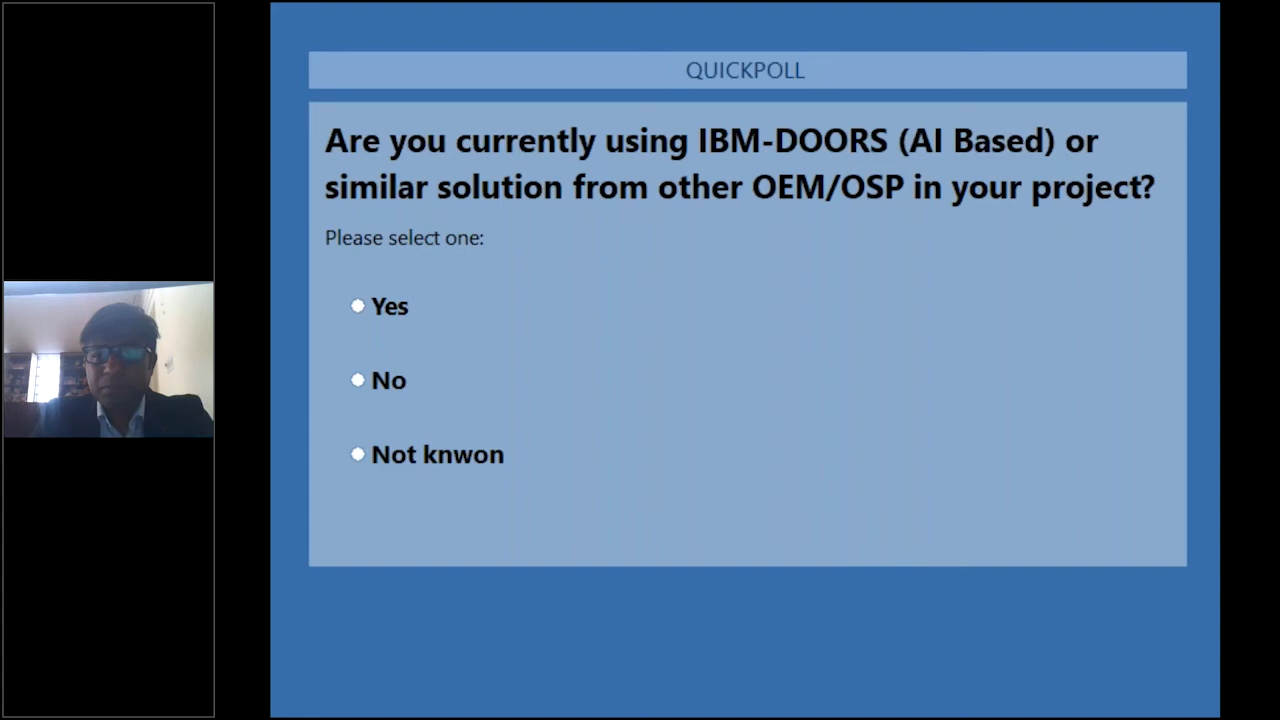 QUICKPOLL
Are you currently using IBM-DOORS (AI Based) or
similar solution from other OEM/OSP in your project?
Please select one:
Yes
No
Not knwon